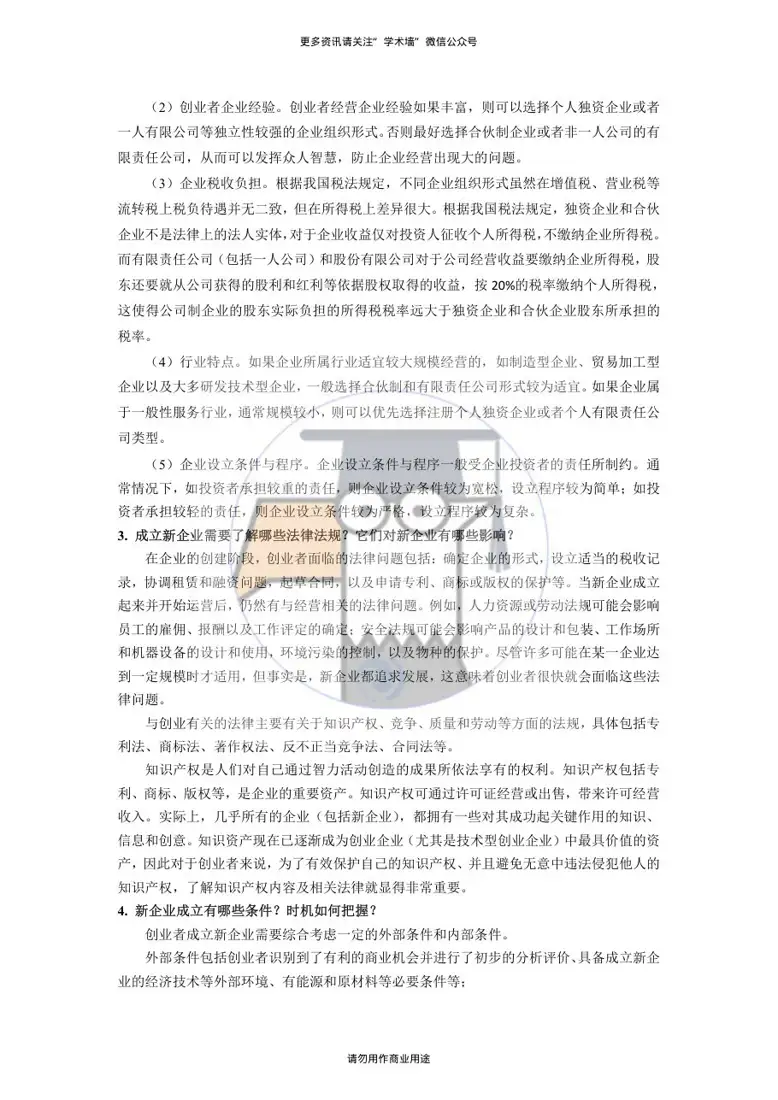 更多资讯请关注“学术墙”微信公众号
（2）创业者企业经验。创业者经营企业经验如果丰富，则可以选择个人独资企业或者
一人有限公司等独立性较强的企业组织形式。否则最好选择合伙制企业或者非一人公司的有
限责任公司，从而可以发挥众人智慧，防止企业经营出现大的问题。
（3）企业税收负担。根据我国税法规定，不同企业组织形式虽然在增值税、营业税等
流转税上税负待遇并无二致，但在所得税上差异很大。根据我国税法规定，独资企业和合伙
企业不是法律上的法人实体，对于企业收益仅对投资人征收个人所得税，不缴纳企业所得税。
而有限责任公司（包括一人公司）和股份有限公司对于公司经营收益要缴纳企业所得税，股
东还要就从公司获得的股利和红利等依据股权取得的收益，按 20%的税率缴纳个人所得税，
这使得公司制企业的股东实际负担的所得税税率远大于独资企业和合伙企业股东所承担的
税率。
（4）行业特点。如果企业所属行业适宜较大规模经营的，如制造型企业、贸易加工型
企业以及大多研发技术型企业，一般选择合伙制和有限责任公司形式较为适宜。如果企业属
于一般性服务行业，通常规模较小，则可以优先选择注册个人独资企业或者个人有限责任公
司类型。
（5）企业设立条件与程序。企业设立条件与程序一般受企业投资者的责任所制约。通
常情况下，如投资者承担较重的责任，则企业设立条件较为宽松，设立程序较为简单；如投
资者承担较轻的责任，则企业设立条件较为严格，设立程序较为复杂。
3. 成立新企业需要了解哪些法律法规？它们对新企业有哪些影响？
在企业的创建阶段，创业者面临的法律问题包括：确定企业的形式，设立适当的税收记
录，协调租赁和融资问题，起草合同，以及申请专利、商标或版权的保护等。当新企业成立
起来并开始运营后，仍然有与经营相关的法律问题。例如，人力资源或劳动法规可能会影响
员工的雇佣、报酬以及工作评定的确定；安全法规可能会影响产品的设计和包装、工作场所
和机器设备的设计和使用，环境污染的控制，以及物种的保护。尽管许多可能在某一企业达
到一定规模时才适用，但事实是，新企业都追求发展，这意味着创业者很快就会面临这些法
律问题。
与创业有关的法律主要有关于知识产权、竞争、质量和劳动等方面的法规，具体包括专
利法、商标法、著作权法、反不正当竞争法、合同法等。
知识产权是人们对自己通过智力活动创造的成果所依法享有的权利。知识产权包括专
利、商标、版权等，是企业的重要资产。知识产权可通过许可证经营或出售，带来许可经营
收入。实际上，几乎所有的企业（包括新企业），都拥有一些对其成功起关键作用的知识、
信息和创意。知识资产现在已逐渐成为创业企业（尤其是技术型创业企业）中最具价值的资
产，因此对于创业者来说，为了有效保护自己的知识产权、并且避免无意中违法侵犯他人的
知识产权，了解知识产权内容及相关法律就显得非常重要。
4. 新企业成立有哪些条件？时机如何把握？
创业者成立新企业需要综合考虑一定的外部条件和内部条件。
外部条件包括创业者识别到了有利的商业机会并进行了初步的分析评价、具备成立新企
业的经济技术等外部环境、有能源和原材料等必要条件等；
请勿用作商业用途